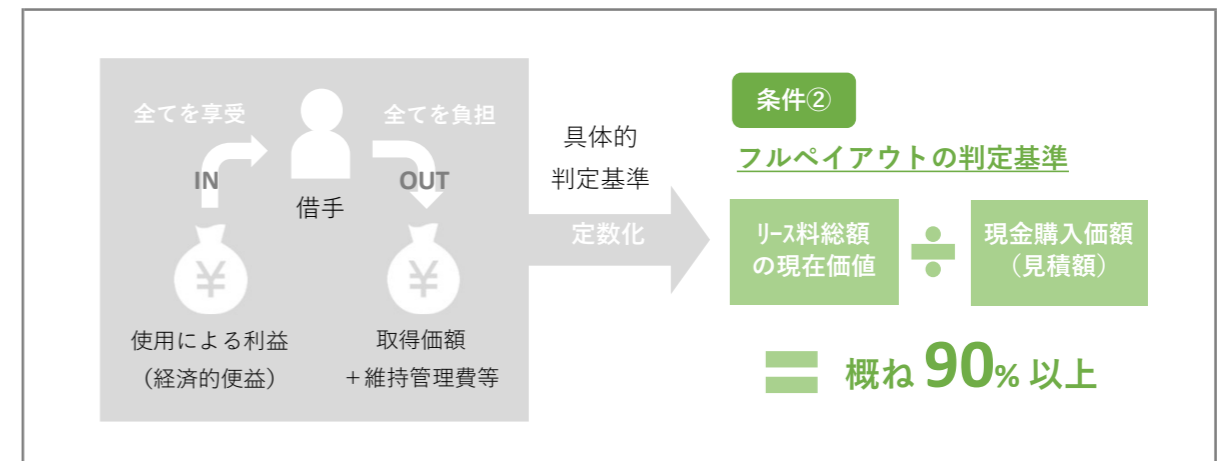 全てを享受
全てを負担
IN
OUT
借手
¥
¥
使用による利益
（経済的便益）
取得価額
＋維持管理費等
具体的
判定基準
定数化
条件②
フルペイアウトの判定基準
ﾘｰｽ料総額
の現在価値
÷
現金購入価額
（見積額）
＝ 概ね 90% 以上